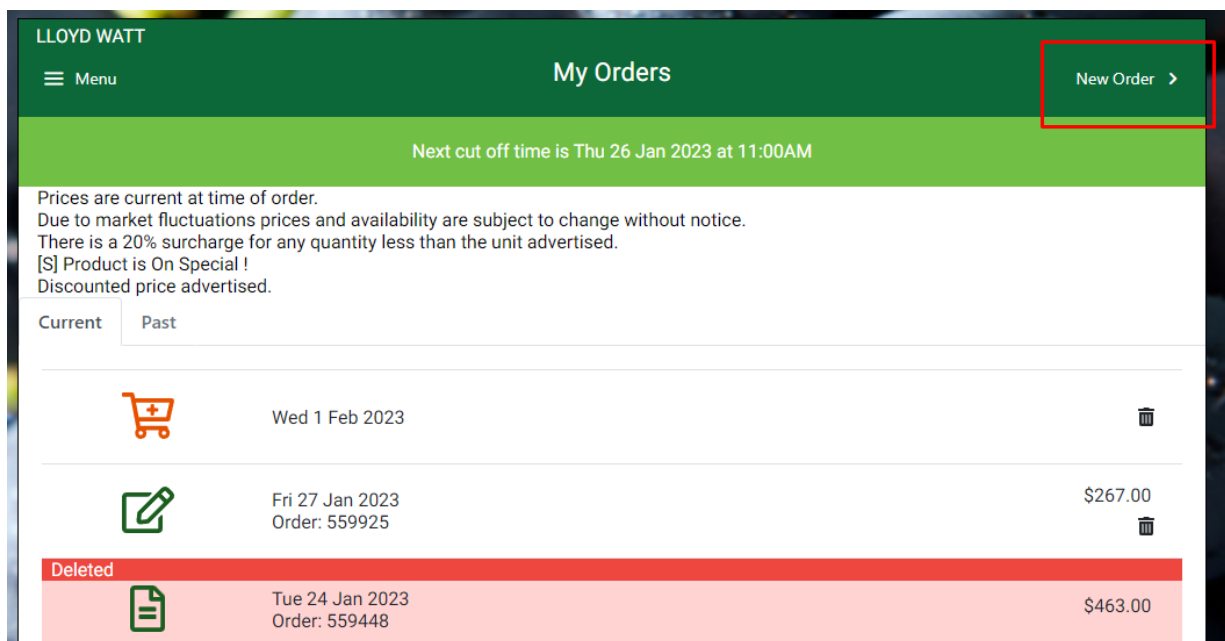 LLOYD WATT
Menu
My Orders
New Order
Next cut off time is Thu 26 Jan 2023 at 11:00AM
Prices are current at time of order.
Due to market fluctuations prices and availability are subject to change without notice.
There is a 20% surcharge for any quantity less than the unit advertised.
[S] Product is On Special !
Discounted price advertised.
Current Past
Wed 1 Feb 2023
Fri 27 Jan 2023
Order: 559925
$267.00
Deleted
Tue 24 Jan 2023
Order: 559448
$463.00